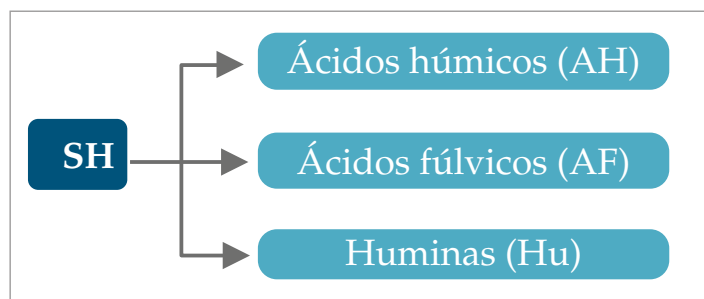 SH
Ácidos húmicos (AH)
Ácidos fúlvicos (AF)
Huminas (Hu)